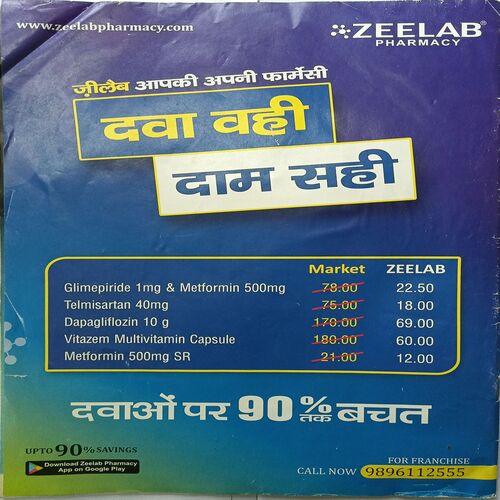 www.zeelabpharmacy.com
ZEELAB®
PHARMACY
ज़ीलैब आपकी अपनी फार्मेसी
दवा वही
दाम सही
Market ZEELAB
Glimepiride 1mg & Metformin 500mg 78.00 22.50
Telmisartan 40mg 75.00 18.00
Dapagliflozin 10 g 170.00 69.00
Vitazem Multivitamin Capsule 180.00 60.00
Metformin 500mg SR 21.00 12.00
दवाओं पर 90% तक बचत
UPTO 90% SAVINGS
Download Zeelab Pharmacy
App on Google Play
FOR FRANCHISE
CALL NOW 9896112555